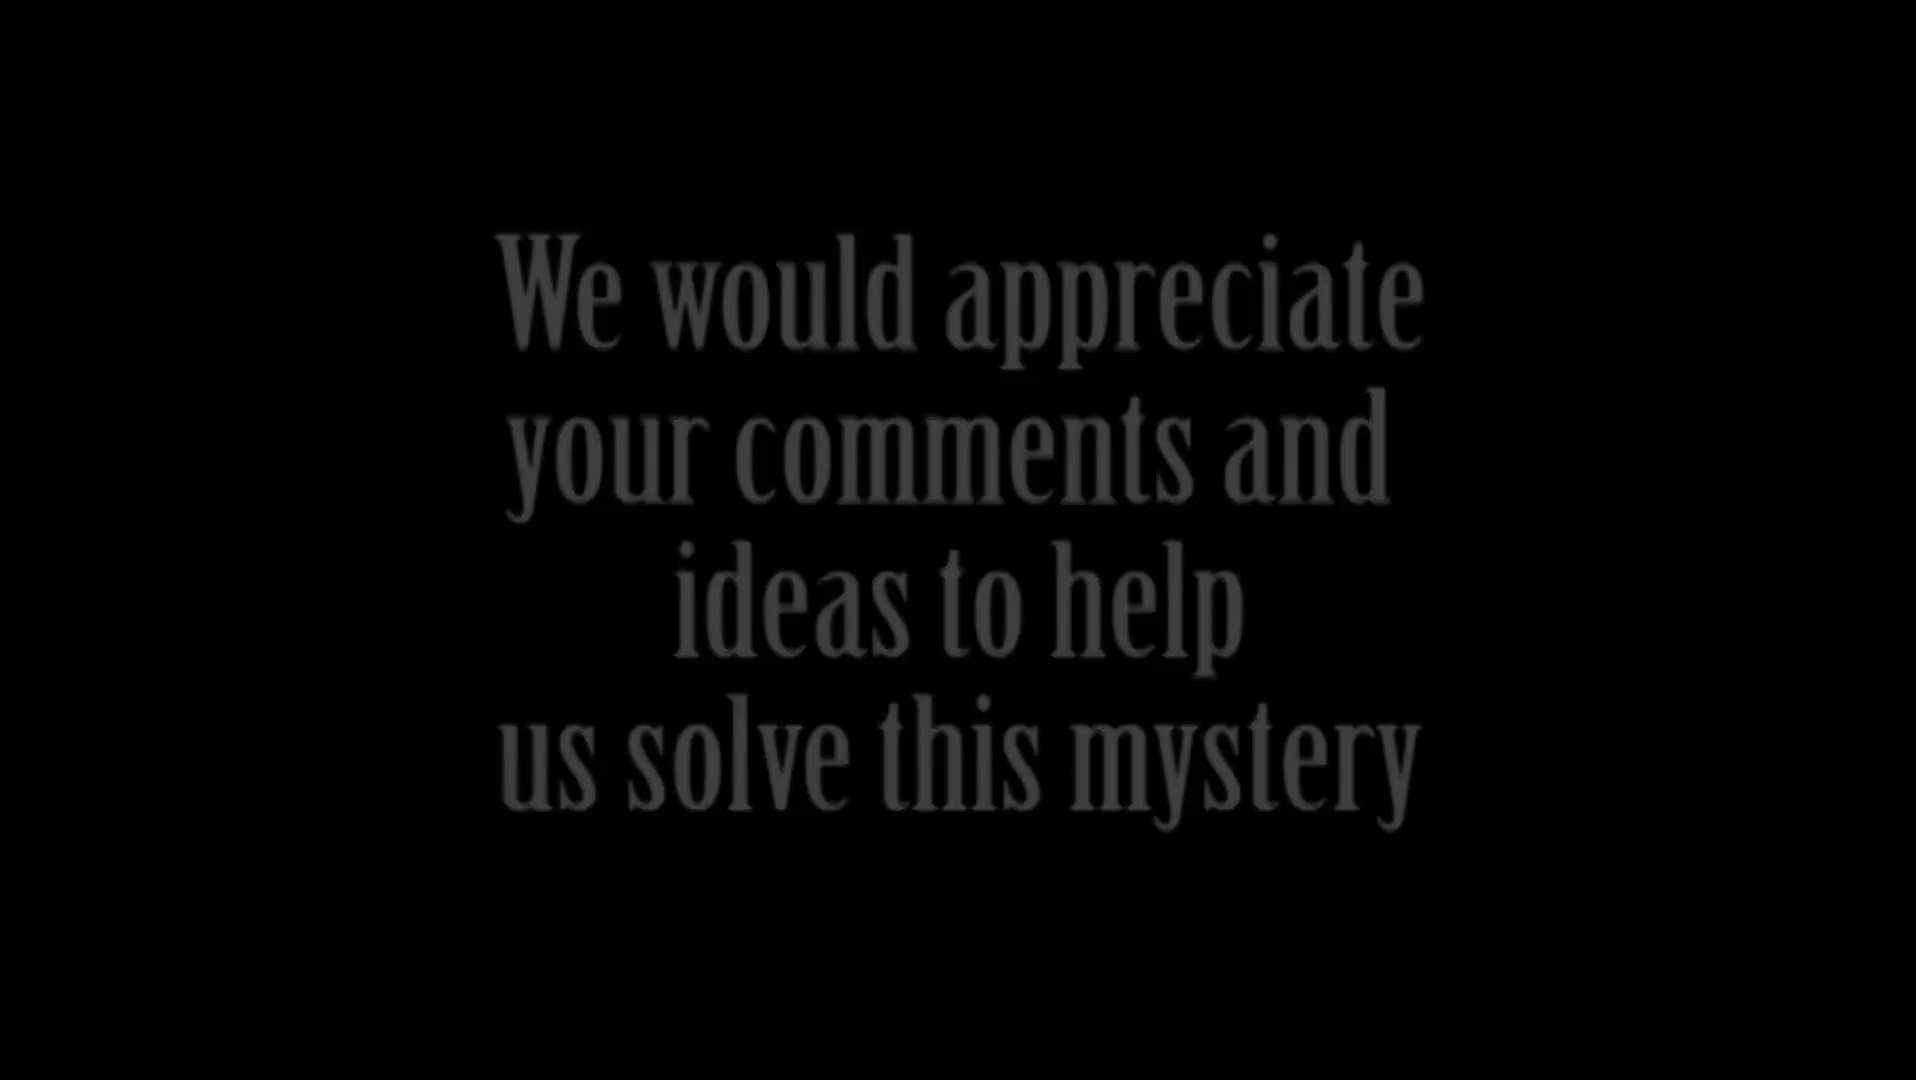 We would appreciate
your comments and
ideas to help
us solve this mystery